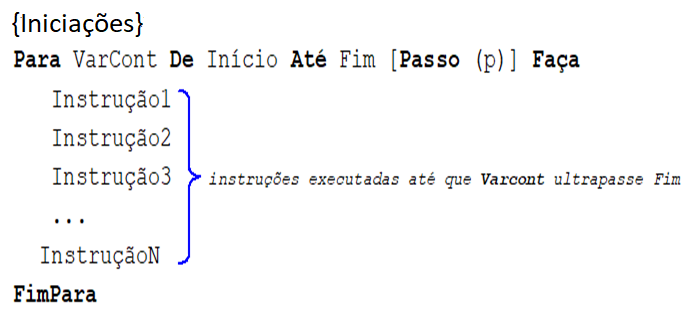 {Iniciações}
Para VarCont De Início Até Fim [Passo (p)] Faça
Instrução1
Instrução2
Instrução3 instruções executadas até que Varcont ultrapasse Fim
...
InstruçãoN
FimPara